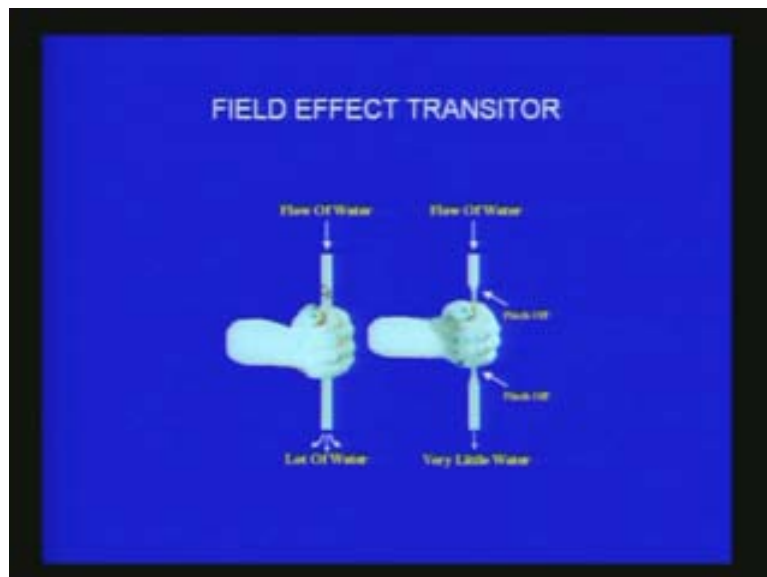 FIELD EFFECT TRANSITOR
Flow Of Water Flow Of Water
Pinch Off
Pinch Off
Lot Of Water Very Little Water